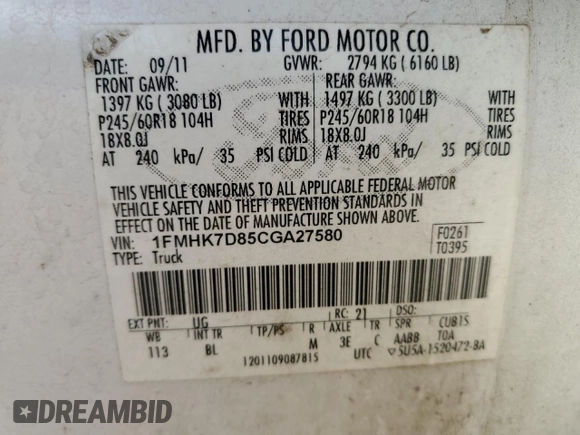 MFD. BY FORD MOTOR CO.
DATE: 09/11 GVWR: 2794 KG ( 6160 LB)
FRONT GAWR: REAR GAWR:
1397 KG ( 3080 LB) WITH 1497 KG ( 3300 LB) WITH
P245/60R18 104H TIRES P245/60R18 104H TIRES
18X8.0J RIMS 18X8.0J RIMS
AT 240 kPa/ 35 PSI COLD AT 240 kPa/ 35 PSI COLD
THIS VEHICLE CONFORMS TO ALL APPLICABLE FEDERAL MOTOR
VEHICLE SAFETY AND THEFT PREVENTION STANDARDS IN
EFFECT ON THE DATE OF MANUFACTURE SHOWN ABOVE.
VIN: 1FMHK7D85CGA27580 F0261
TYPE: Truck T0395
EXT PNT: UG RC: 21 DSO:
WB INT TR TP/PS R AXLE TR SPR CUBIS
113 BL M 3E C AABB TOA
1201109087815 UTC 5U5A-1520472-BA
DREAMBID